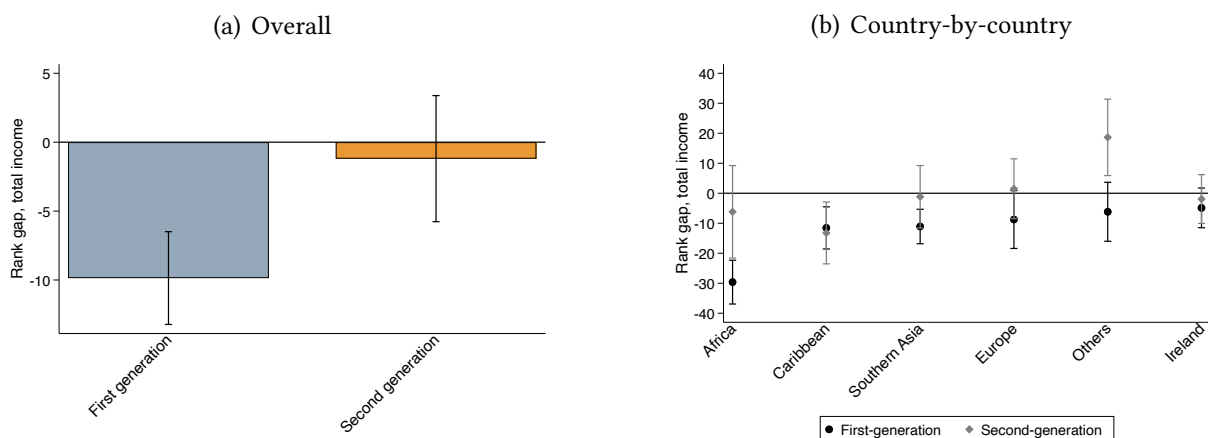 (a) Overall
Rank gap, total income
5
0
-5
-10
First generation
Second generation
(b) Country-by-country
Rank gap, total income
40
30
20
10
0
-10
-20
-30
-40
Africa
Caribbean
Southern Asia
Europe
Others
Ireland
First-generation
Second-generation